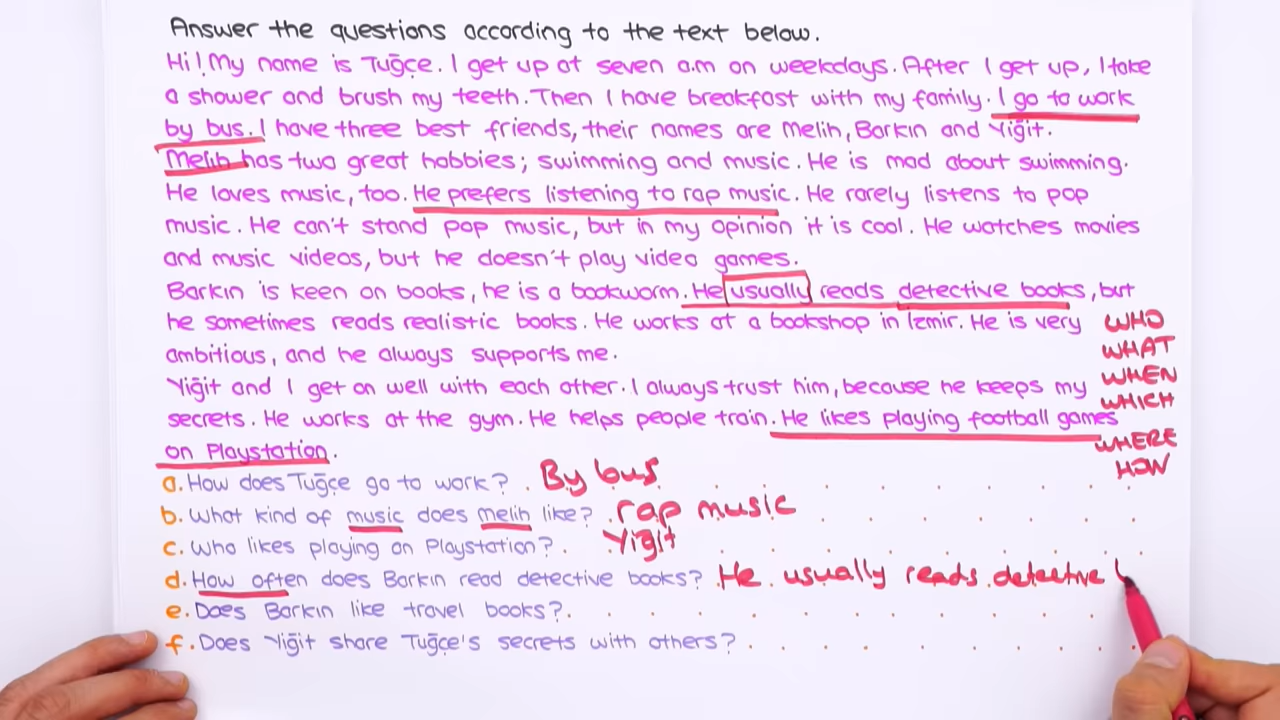 Answer the questions according to the text below.
Hi! My name is Tuğçe. I get up at seven a.m on weekdays. After I get up, I take
a shower and brush my teeth. Then I have breakfast with my family. I go to work
by bus. I have three best friends, their names are Melih, Barkın and Yiğit.
Melih has two great hobbies; swimming and music. He is mad about swimming.
He loves music, too. He prefers listening to rap music. He rarely listens to pop
music. He can't stand pop music, but in my opinion it is cool. He watches movies
and music videos, but he doesn't play video games.
Barkın is keen on books, he is a bookworm. He usually reads detective books, but
he sometimes reads realistic books. He works at a bookshop in İzmir. He is very
ambitious, and he always supports me.
Yiğit and I get on well with each other. I always trust him, because he keeps my
secrets. He works at the gym. He helps people train. He likes playing football games
on Playstation.
WHO
WHAT
WHEN
WHICH
WHERE
HOW
a. How does Tuğçe go to work? By bus
b. What kind of music does Melih like? rap music
c. Who likes playing on Playstation? Yiğit
d. How often does Barkın read detective books? He usually reads detective
e. Does Barkın like travel books?
f. Does Yiğit share Tuğçe's secrets with others?